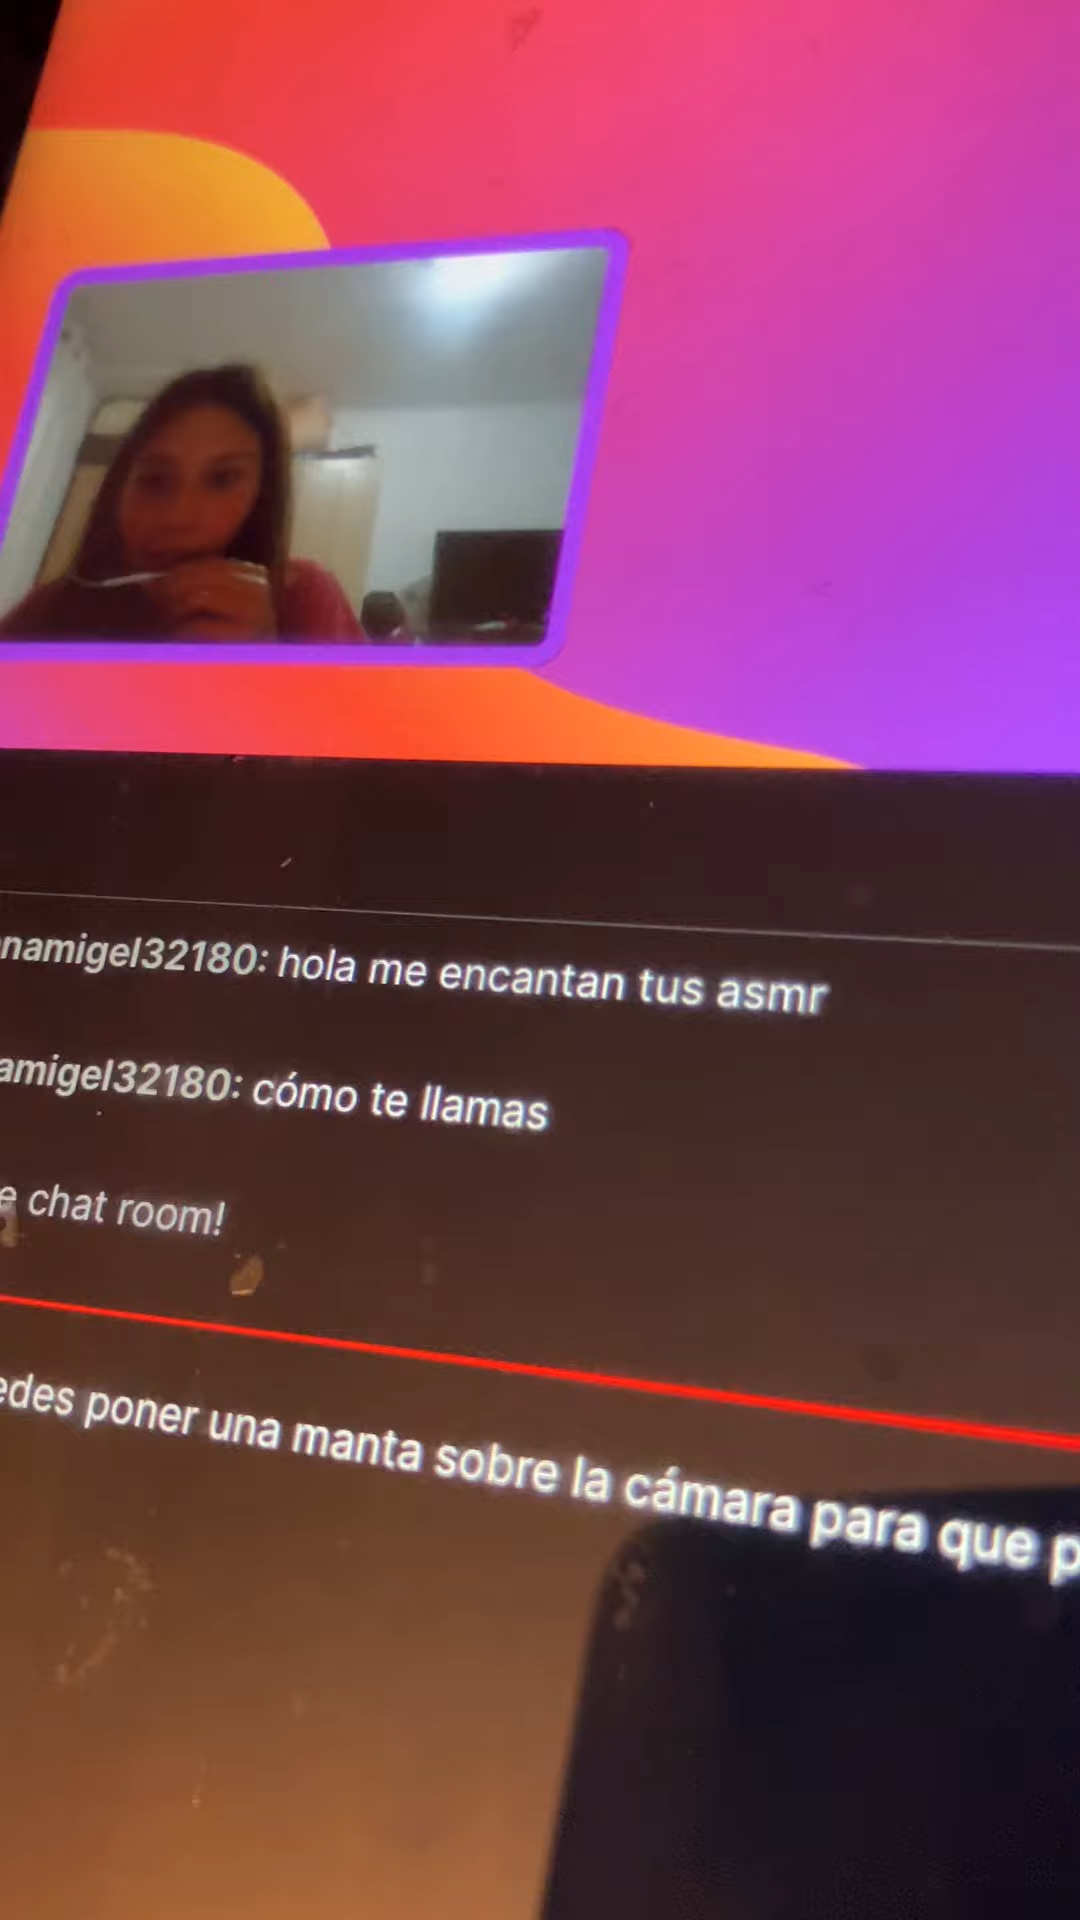 namigel32180: hola me encantan tus asmr
amigel32180: cómo te llamas
e chat room!
edes poner una manta sobre la cámara para que p